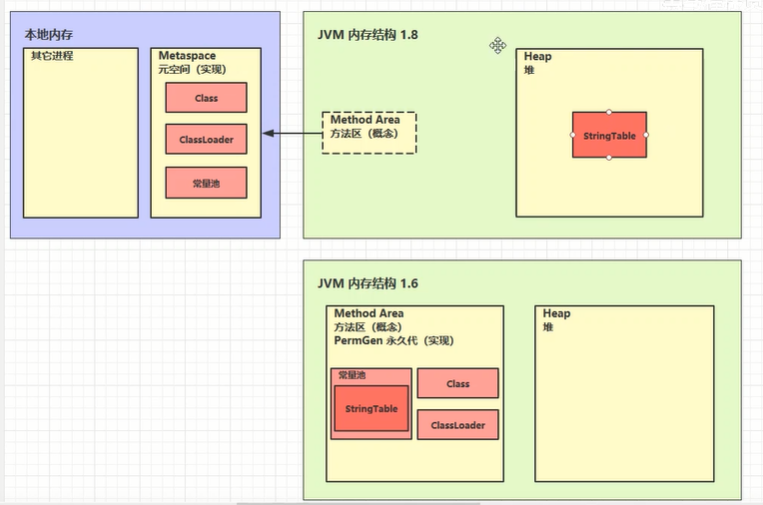 本地内存
其它进程
Metaspace
元空间（实现）
Class
ClassLoader
常量池
JVM 内存结构 1.8
Method Area
方法区（概念）
Heap
堆
StringTable
JVM 内存结构 1.6
Method Area
方法区（概念）
PermGen 永久代（实现）
常量池
StringTable
Class
ClassLoader
Heap
堆